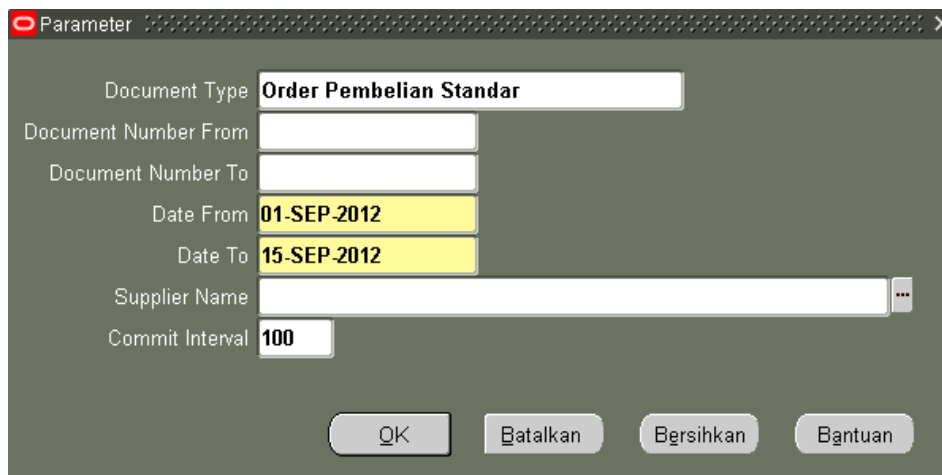 Parameter
Document Type Order Pembelian Standar
Document Number From
Document Number To
Date From 01-SEP-2012
Date To 15-SEP-2012
Supplier Name
Commit Interval 100
OK Batalkan Bersihkan Bantuan